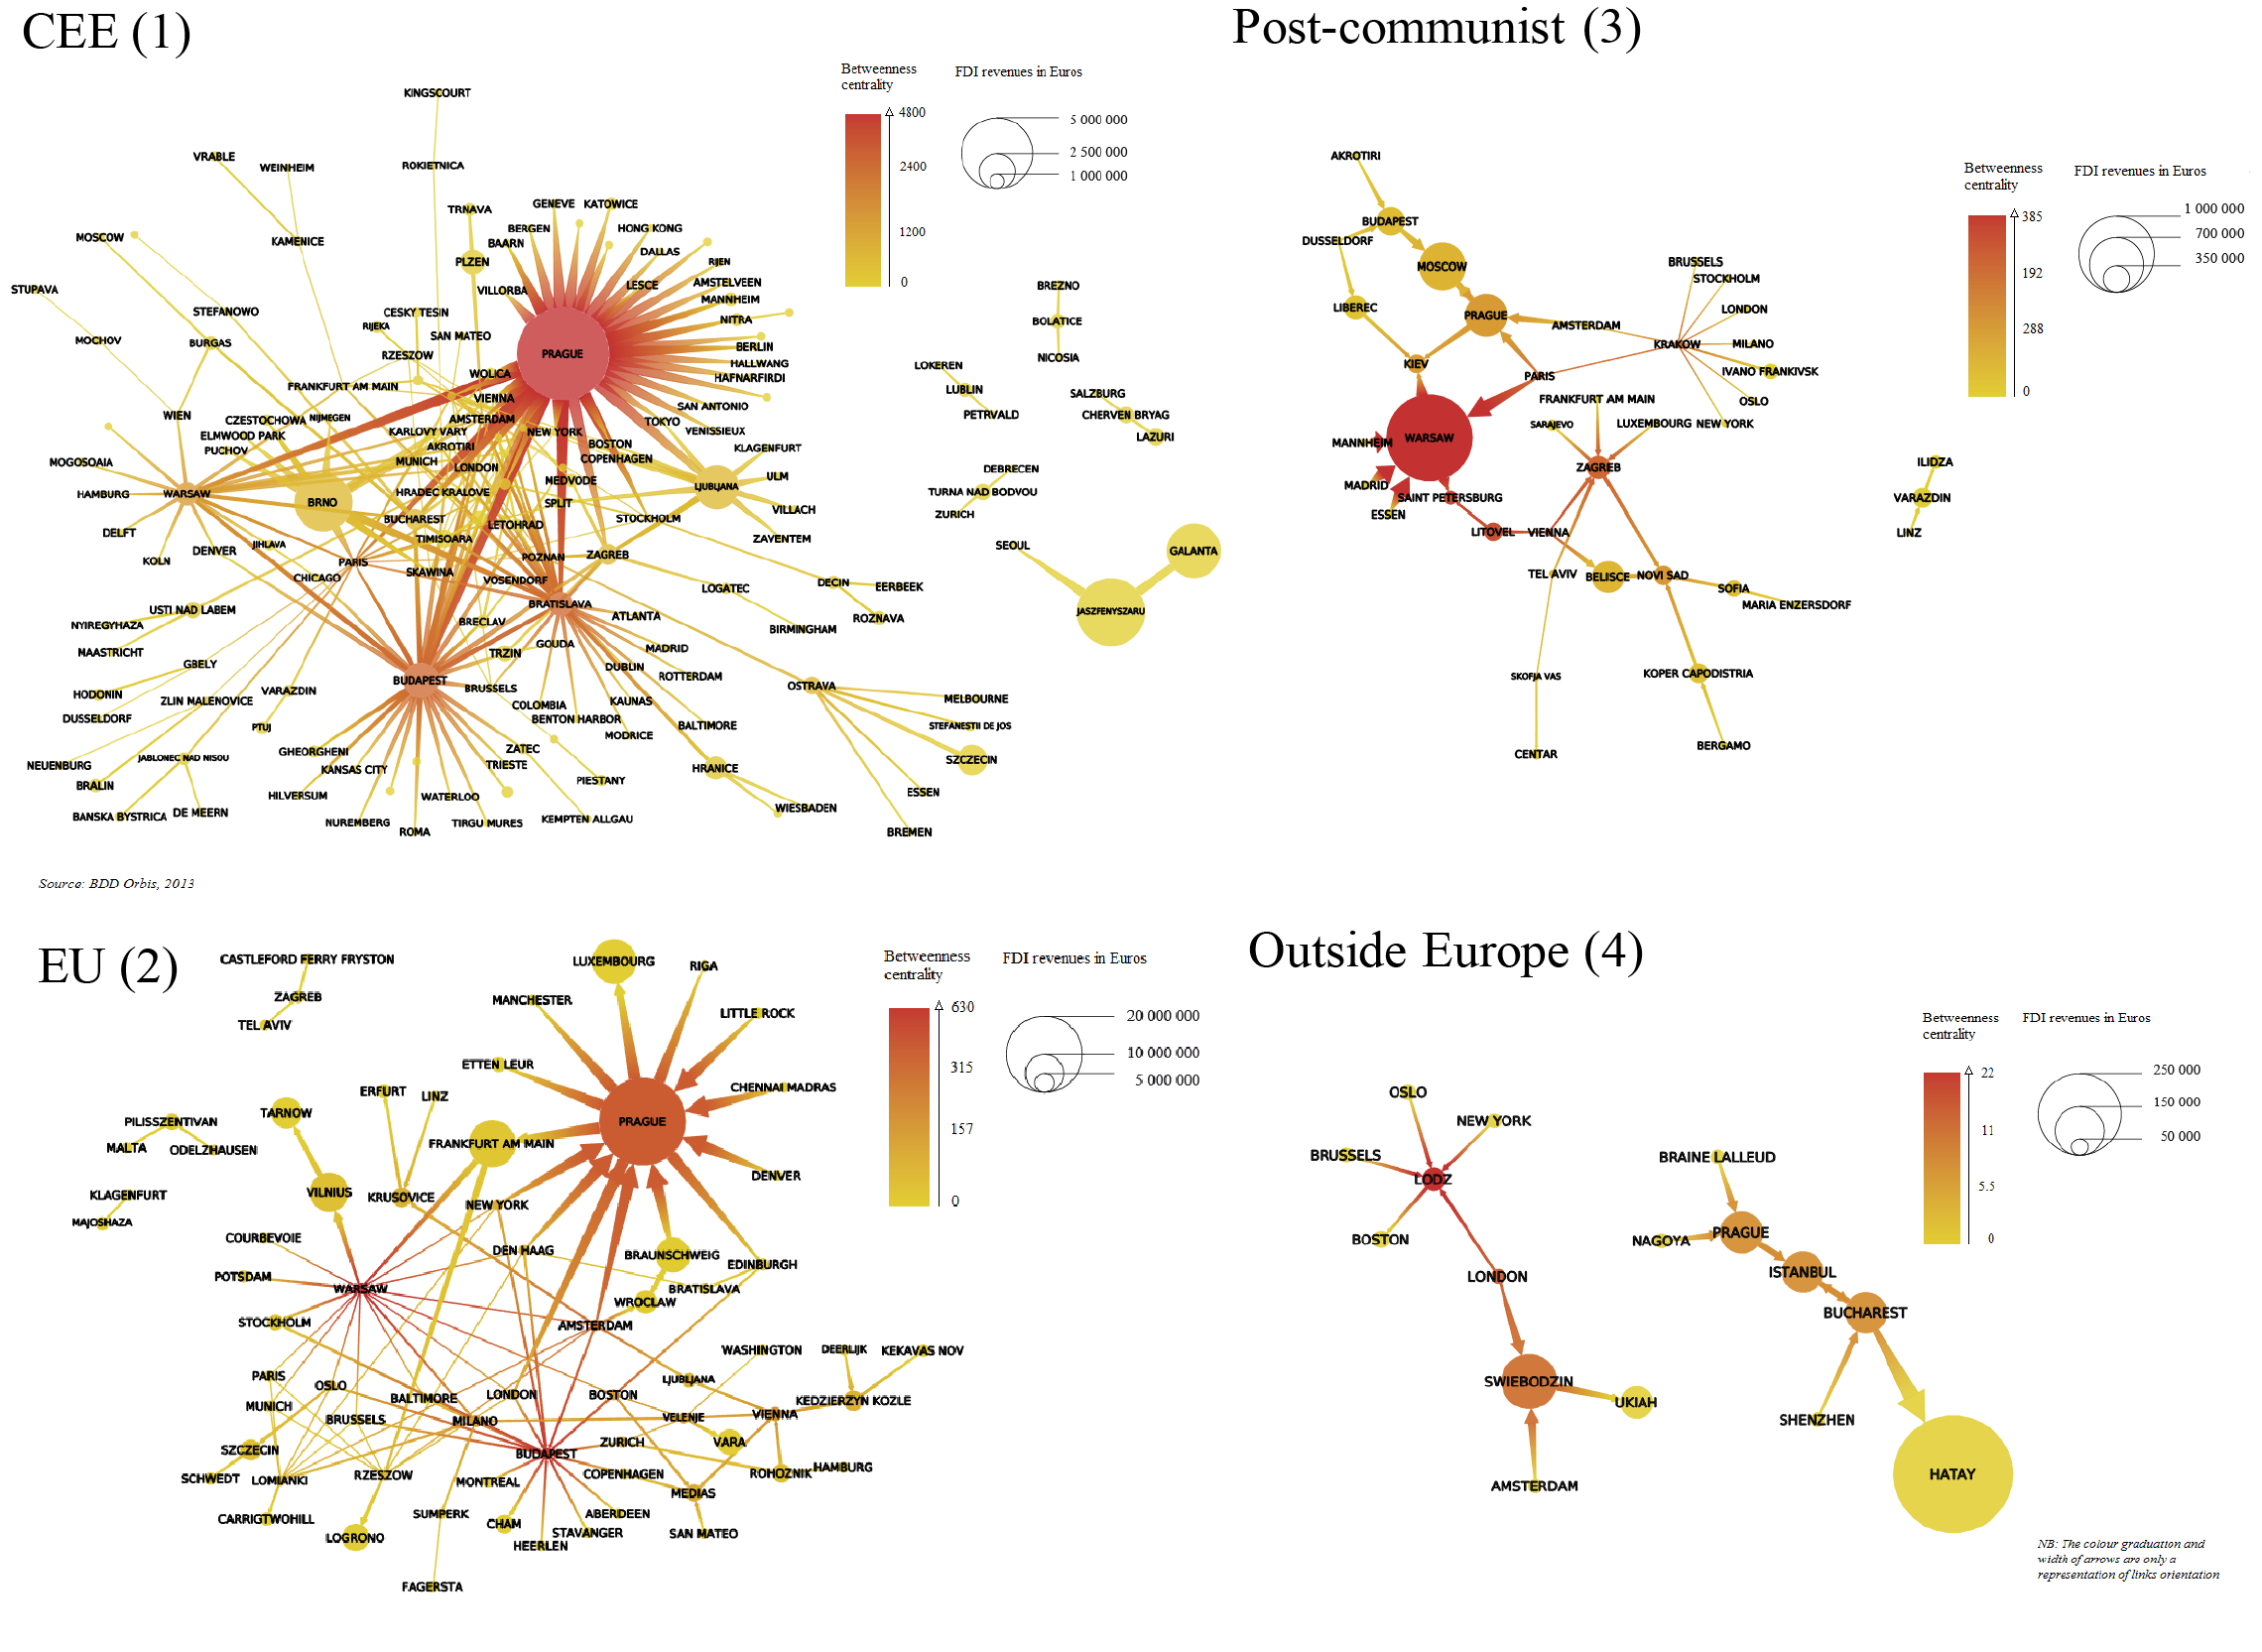 CEE (1)
Betweenness
centrality
FDI revenues in Euros
4800
2400
1200
0
5 000 000
2 500 000
1 000 000
KINGSCOURT
VRABLE
WEINHEIM
ROKIETNICA
TRNAVA
GENEVE
KATOWICE
BERGEN
HONG KONG
MOSCOW
KAMENICE
BAARN
DALLAS
PLZEN
RIJEN
STUPAVA
VILLORBA
LESCE
AMSTELVEEN
MANNHEIM
BREZNO
STEFANOWO
CESKY TESIN
NITRA
BOLATICE
RIJEKA
SAN MATEO
MOCHOV
BURGAS
RZESZOW
PRAGUE
BERLIN
NICOSIA
HALLWANG
LOKEREN
WOLICA
HAFNARFIRDI
FRANKFURT AM MAIN
LUBLIN
SALZBURG
VIENNA
SAN ANTONIO
WIEN
CZESTOCHOWA
NIJMEGEN
AMSTERDAM
TOKYO
PETRVALD
CHERVEN BRYAG
ELMWOOD PARK
KARLOVY VARY
NEW YORK
VENISSIEUX
LAZURI
PUCHOV
AKROTIRI
BOSTON
KLAGENFURT
MOGOSOAIA
MUNICH
LONDON
COPENHAGEN
DEBRECEN
MEDVODE
ULM
HAMBURG
WARSAW
BRNO
HRADEC KRALOVE
LJUBLJANA
TURNA NAD BODVOU
SPLIT
VILLACH
ZURICH
DELFT
BUCHAREST
LETOHRAD
STOCKHOLM
TIMISOARA
ZAVENTEM
KOLN
DENVER
JIHLAVA
PARIS
POZNAN
ZAGREB
SEOUL
GALANTA
CHICAGO
SKAWINA
VOSENDORF
LOGATEC
DECIN
EERBEEK
USTI NAD LABEM
BRATISLAVA
ATLANTA
ROZNAVA
JASZFENYSZARU
NYIREGYHAZA
BRECLAV
BIRMINGHAM
MAASTRICHT
GBELY
TRZIN
GOUDA
MADRID
DUBLIN
ROTTERDAM
HODONIN
VARAZDIN
BUDAPEST
BRUSSELS
OSTRAVA
ZLIN MALENOVICE
COLOMBIA
KAUNAS
MELBOURNE
DUSSELDORF
PTUJ
BENTON HARBOR
BALTIMORE
STEFANESTII DE JOS
MODRICE
NEUENBURG
JABLONEC NAD NISOU
GHEORGHENI
ZATEC
KANSAS CITY
TRIESTE
HRANICE
SZCZECIN
BRALIN
PIESTANY
HILVERSUM
WATERLOO
WIESBADEN
ESSEN
BANSKA BYSTRICA
DE MEERN
NUREMBERG
ROMA
TIRGU MURES
KEMPTEN ALLGAU
BREMEN
Source: BDD Orbis, 2013
Post-communist (3)
Betweenness
centrality
FDI revenues in Euros
385
192
288
0
1 000 000
700 000
350 000
AKROTIRI
BUDAPEST
DUSSELDORF
MOSCOW
BRUSSELS
STOCKHOLM
LIBEREC
PRAGUE
LONDON
AMSTERDAM
KRAKOW
MILANO
KIEV
PARIS
IVANO FRANKIVSK
FRANKFURT AM MAIN
OSLO
SARAJEVO
LUXEMBOURG
NEW YORK
MANNHEIM
WARSAW
ZAGREB
ILIDZA
MADRID
SAINT PETERSBURG
VARAZDIN
ESSEN
LITOVEL
VIENNA
LINZ
TEL AVIV
BELISCE
NOVI SAD
SOFIA
MARIA ENZERSDORF
SKOFJA VAS
KOPER CAPODISTRIA
CENTAR
BERGAMO
EU (2)
Betweenness
centrality
FDI revenues in Euros
630
315
157
0
20 000 000
10 000 000
5 000 000
CASTLEFORD FERRY FRYSTON
LUXEMBOURG
RIGA
ZAGREB
MANCHESTER
LITTLE ROCK
TEL AVIV
ETTEN LEUR
ERFURT
LINZ
CHENNAI MADRAS
TARNOW
PILISSZENTIVAN
PRAGUE
MALTA
ODELZHAUSEN
FRANKFURT AM MAIN
DENVER
KLAGENFURT
VILNIUS
KRUSOVICE
NEW YORK
MAJOSHAZA
COURBEVOIE
DEN HAAG
BRAUNSCHWEIG
EDINBURGH
POTSDAM
WARSAW
BRATISLAVA
WROCLAW
STOCKHOLM
AMSTERDAM
WASHINGTON
DEERLIJK
KEKAVAS NOV
PARIS
OSLO
LJUBLJANA
BALTIMORE
LONDON
BOSTON
KEDZIERZYN KOZLE
MUNICH
BRUSSELS
MILANO
VELENJE
VIENNA
SZCZECIN
BUDAPEST
ZURICH
VARA
SCHWEDT
LOMIANKI
RZESZOW
MONTREAL
COPENHAGEN
ROHOZNIK
HAMBURG
MEDIAS
CARRIGTWOHILL
SUMPERK
CHAM
ABERDEEN
LOGRONO
STAVANGER
SAN MATEO
HEERLEN
FAGERSTA
Outside Europe (4)
Betweenness
centrality
FDI revenues in Euros
22
11
5.5
0
250 000
150 000
50 000
OSLO
NEW YORK
BRUSSELS
BRAINE LALLEUD
LODZ
BOSTON
NAGOYA
PRAGUE
LONDON
ISTANBUL
BUCHAREST
SWIEBODZIN
UKIAH
SHENZHEN
AMSTERDAM
HATAY
NB: The colour graduation and
width of arrows are only a
representation of links orientation